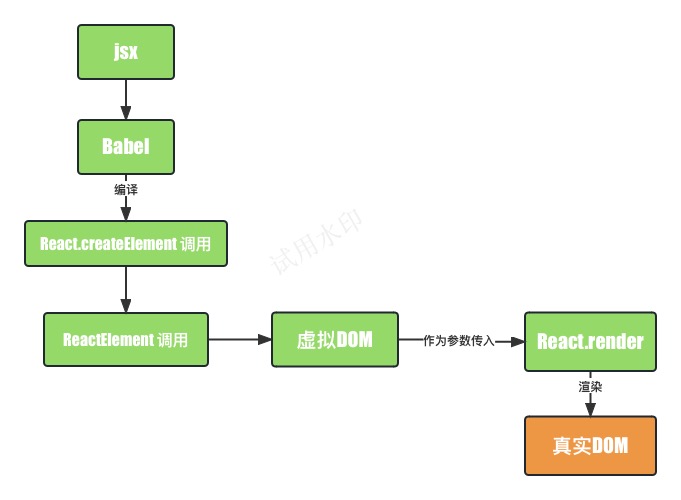 jsx
Babel
编译
React.createElement 调用
试用水印
ReactElement 调用
虚拟DOM
作为参数传入
React.render
渲染
真实DOM